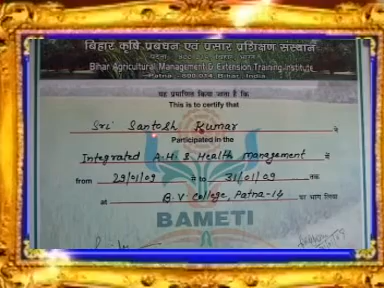 बिहार कृषि प्रबंधन एवं प्रसार प्रशिक्षण संस्थान
Bihar Agricultural Management & Extension Training Institute
Patna - 800 014, Bihar, India
यह प्रमाणित किया जाता है कि
This is to certify that
Sri Santosh Kumar ने
Participated in the
Integrated A.H. & Health management में
from 29/01/09 से to 31/01/09 तक
at B.V College, Patna-14 पर भाग लिया
BAMETI